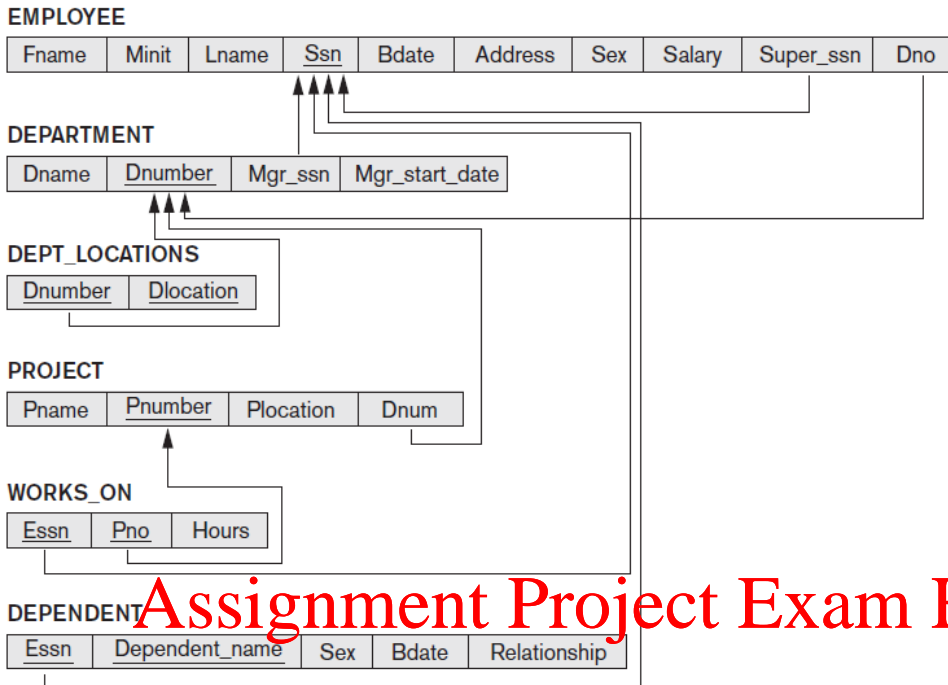 EMPLOYEE
Fname Minit Lname Ssn Bdate Address Sex Salary Super_ssn Dno
DEPARTMENT
Dname Dnumber Mgr_ssn Mgr_start_date
DEPT_LOCATIONS
Dnumber Dlocation
PROJECT
Pname Pnumber Plocation Dnum
WORKS_ON
Essn Pno Hours
DEPENDENT
Assignment Project Exam
Essn Dependent_name Sex Bdate Relationship